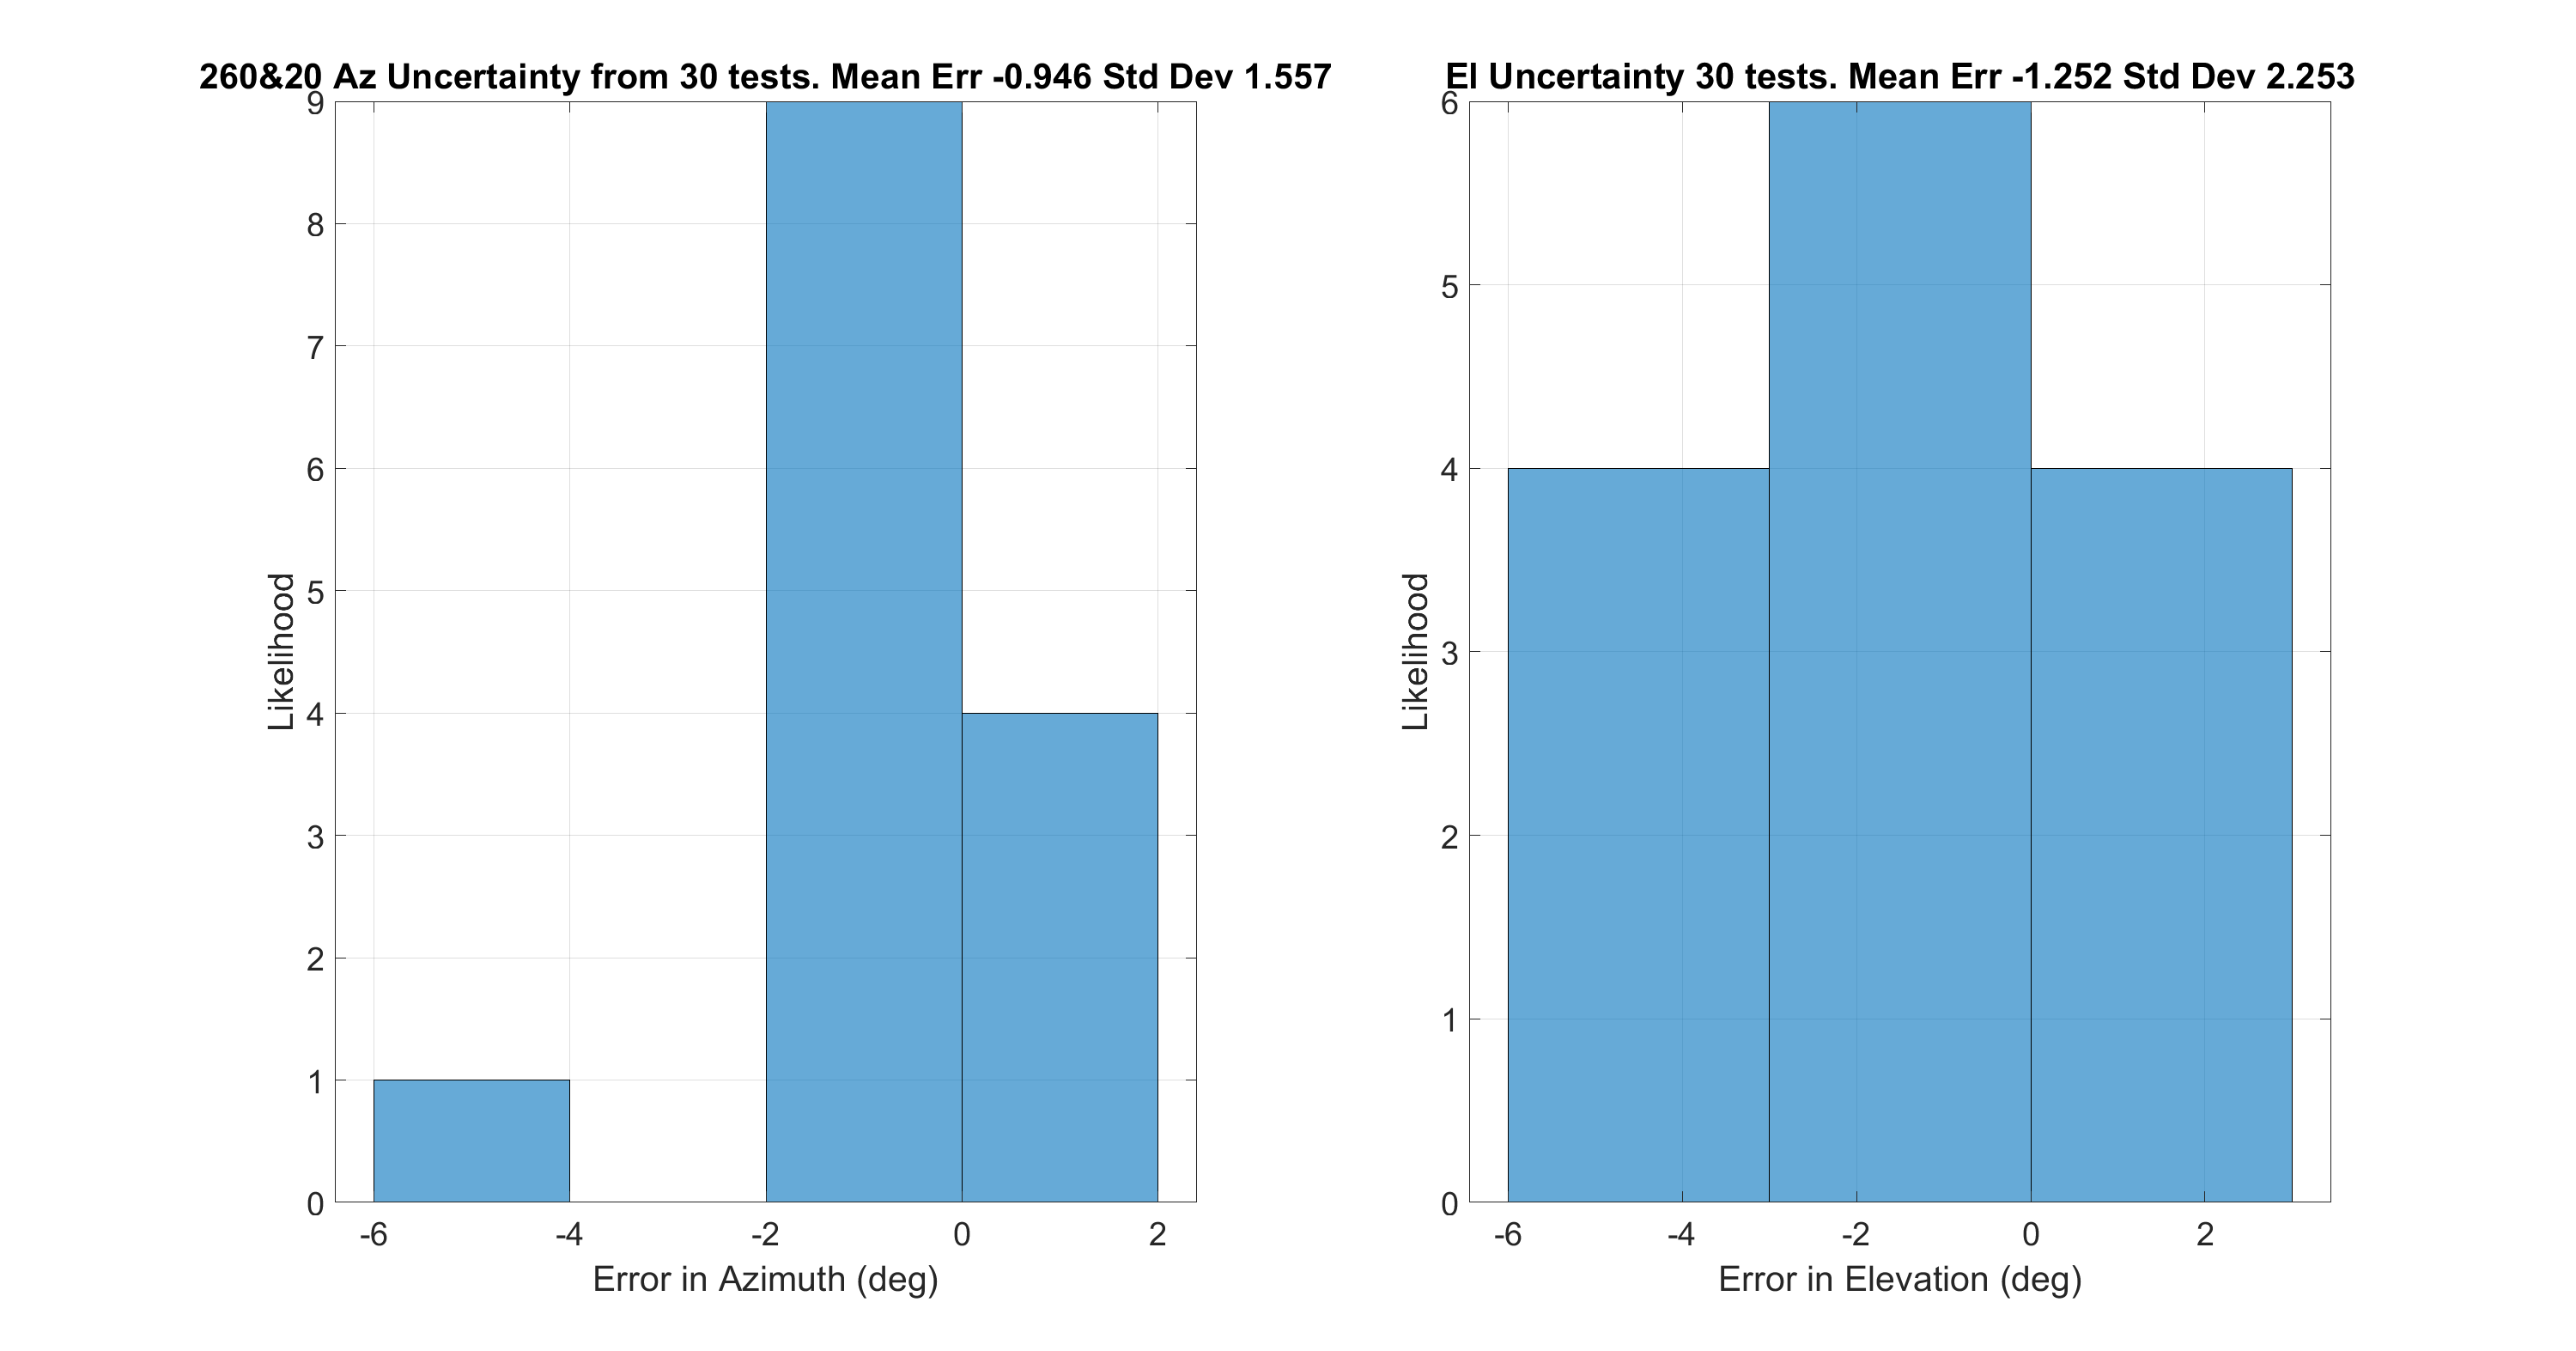 260&20 Az Uncertainty from 30 tests. Mean Err -0.946 Std Dev 1.557
9
8
7
6
5
4
3
2
1
0
Likelihood
-6 -4 -2 0 2
Error in Azimuth (deg)
El Uncertainty 30 tests. Mean Err -1.252 Std Dev 2.253
6
5
4
3
2
1
0
Likelihood
-6 -4 -2 0 2
Error in Elevation (deg)